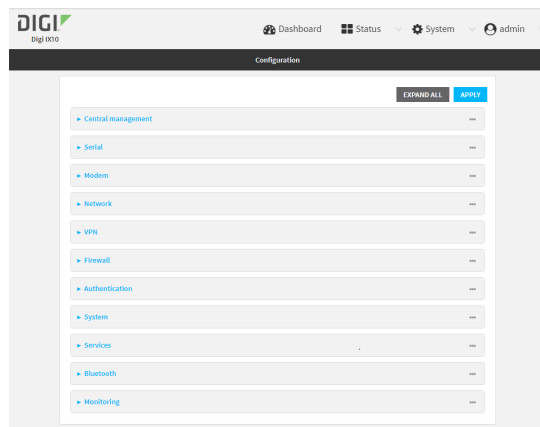 DIGI
Digi IX10
Dashboard Status System admin
Configuration
EXPAND ALL APPLY
Central management
Serial
Modem
Network
VPN
Firewall
Authentication
System
Services
Bluetooth
Monitoring